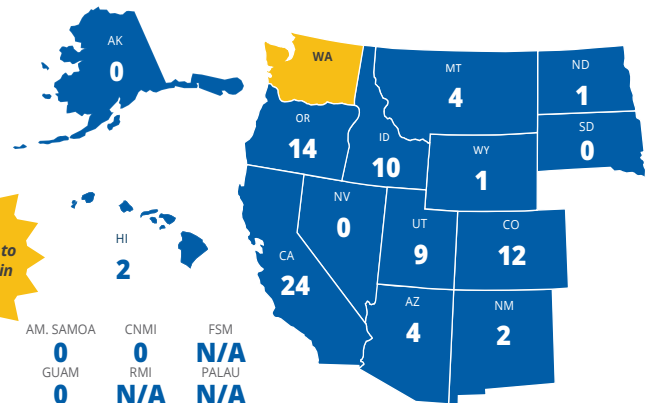 AK
0
WA
MT
4
ND
1
OR
14
ID
10
SD
0
WY
1
NV
0
UT
9
CO
12
HI
2
CA
24
AZ
4
NM
2
to
in
AM. SAMOA CNMI FSM
0 0 N/A
GUAM RMI PALAU
0 N/A N/A